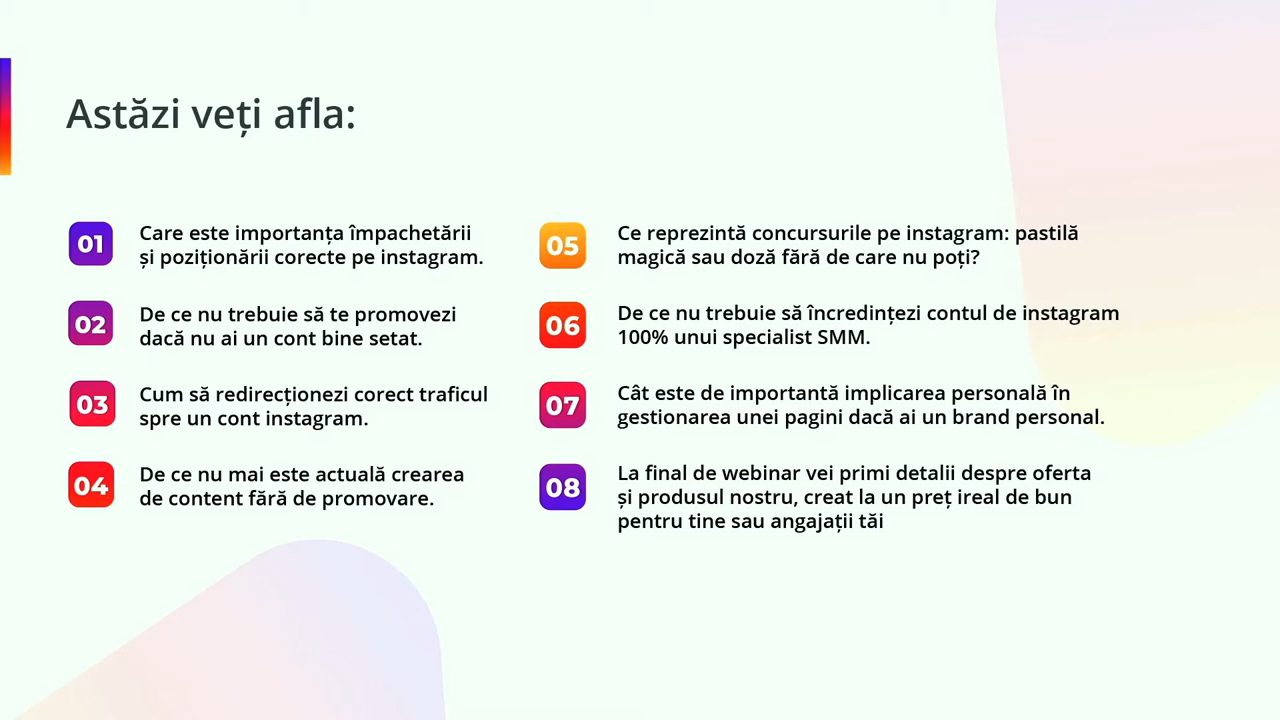 Astăzi veți afla:
01
Care este importanța împachetării
și poziționării corecte pe instagram.
02
De ce nu trebuie să te promovezi
dacă nu ai un cont bine setat.
03
Cum să redirecționezi corect traficul
spre un cont instagram.
04
De ce nu mai este actuală crearea
de content fără de promovare.
05
Ce reprezintă concursurile pe instagram: pastilă
magică sau doză fără de care nu poți?
06
De ce nu trebuie să încredințezi contul de instagram
100% unui specialist SMM.
07
Cât este de importantă implicarea personală în
gestionarea unei pagini dacă ai un brand personal.
08
La final de webinar vei primi detalii despre oferta
și produsul nostru, creat la un preț ireal de bun
pentru tine sau angajații tăi